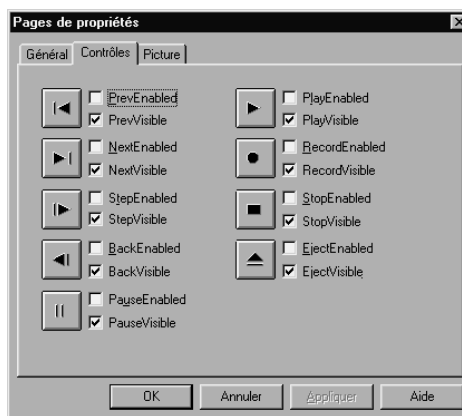 Pages de propriétés
Général Contrôles Picture
PrevEnabled PlayEnabled
PrevVisible PlayVisible
NextEnabled RecordEnabled
NextVisible RecordVisible
StepEnabled StopEnabled
StepVisible StopVisible
BackEnabled EjectEnabled
BackVisible EjectVisible
PauseEnabled
PauseVisible
OK Annuler Appliquer Aide